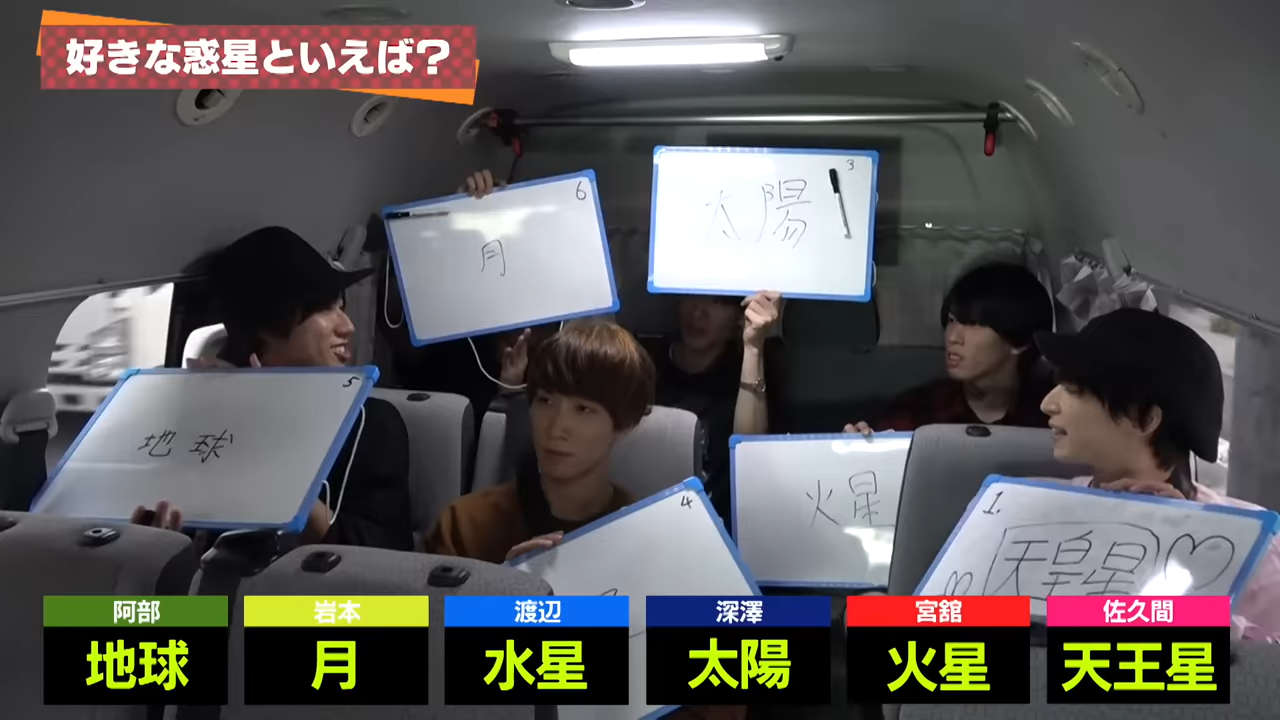 好きな惑星といえば?
6
月
3
太陽
5
地球
4
火星
1.
天王星
阿部
地球
岩本
月
渡辺
水星
深澤
太陽
宮舘
火星
佐久間
天王星